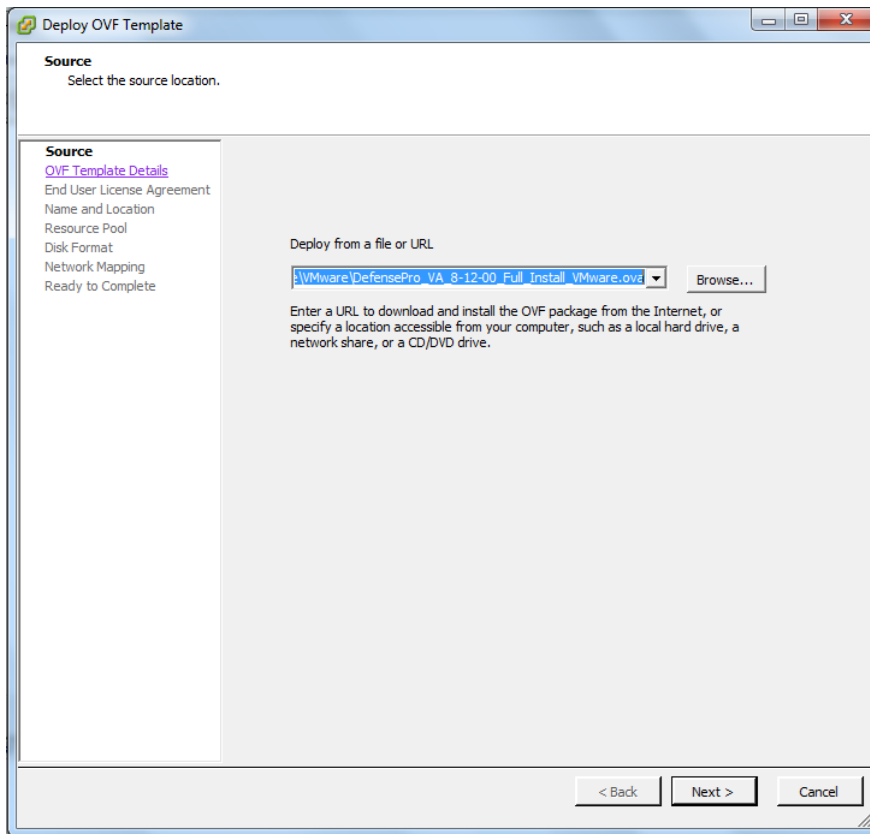 Deploy OVF Template
Source
Select the source location.
Source
OVF Template Details
End User License Agreement
Name and Location
Resource Pool
Disk Format
Network Mapping
Ready to Complete
Deploy from a file or URL
e\VMware\DefensePro_VA_8-12-00_Full_Install_VMware.ova
Browse...
Enter a URL to download and install the OVF package from the Internet, or
specify a location accessible from your computer, such as a local hard drive, a
network share, or a CD/DVD drive.
< Back
Next >
Cancel